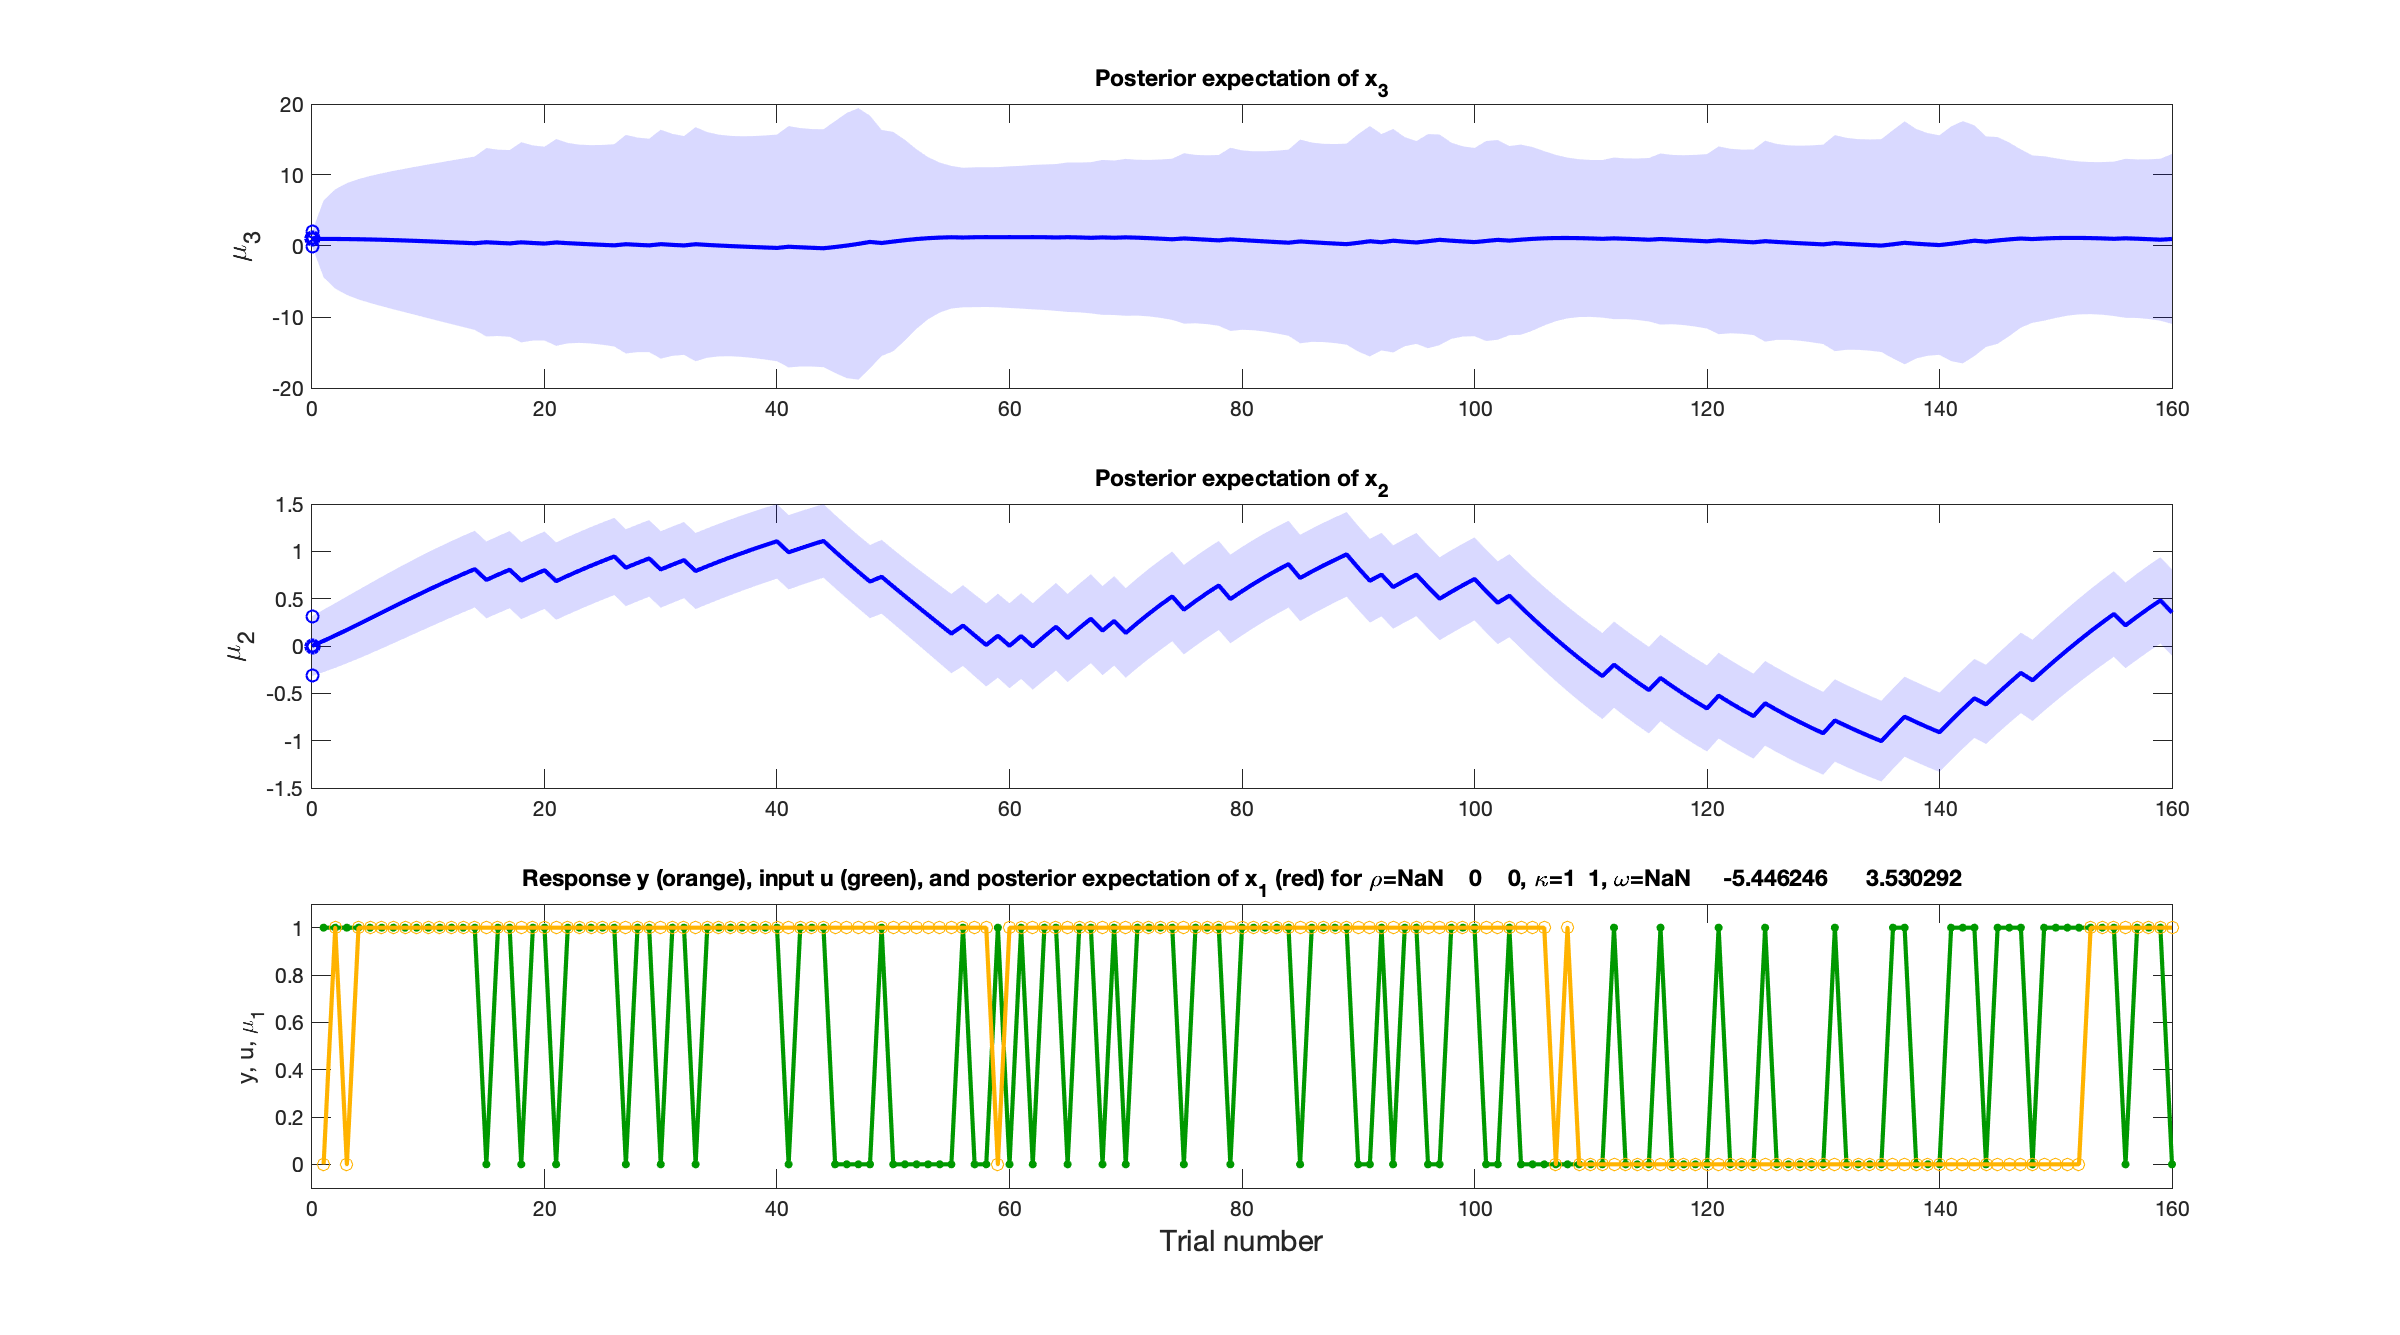 Posterior expectation of x3
20
10
0
-10
-20
μ3
0 20 40 60 80 100 120 140 160
Posterior expectation of x2
1.5
1
0.5
0
-0.5
-1
-1.5
μ2
0 20 40 60 80 100 120 140 160
Response y (orange), input u (green), and posterior expectation of x1 (red) for ρ=NaN 0 0, κ=1 1, ω=NaN -5.446246 3.530292
1
0.8
0.6
0.4
0.2
0
y, u, μ1
0 20 40 60 80 100 120 140 160
Trial number